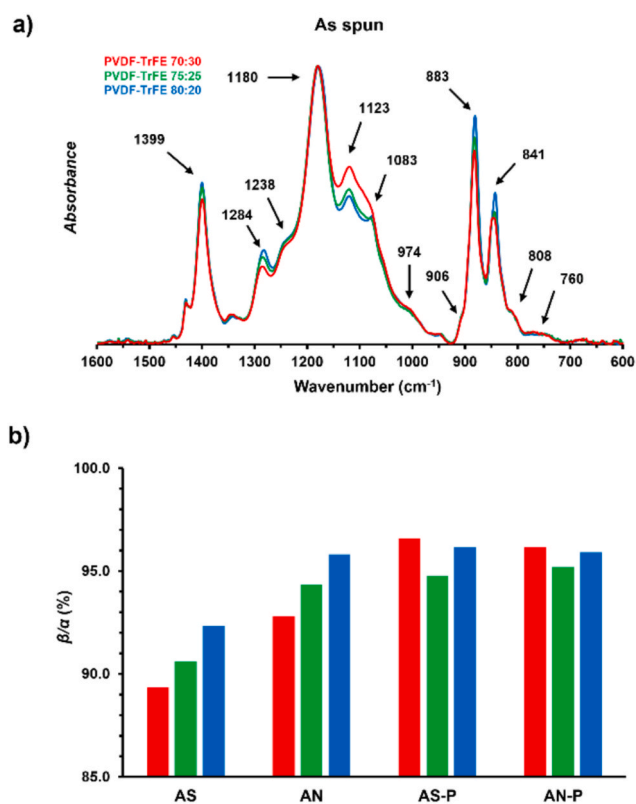 a)
As spun
PVDF-TrFE 70:30
PVDF-TrFE 75:25
PVDF-TrFE 80:20
1180
883
1123
1399
1083
841
1238
1284
974
906
808
760
Absorbance
1600 1500 1400 1300 1200 1100 1000 900 800 700 600
Wavenumber (cm⁻¹)
b)
100.0
95.0
90.0
85.0
β/α (%)
AS AN AS-P AN-P